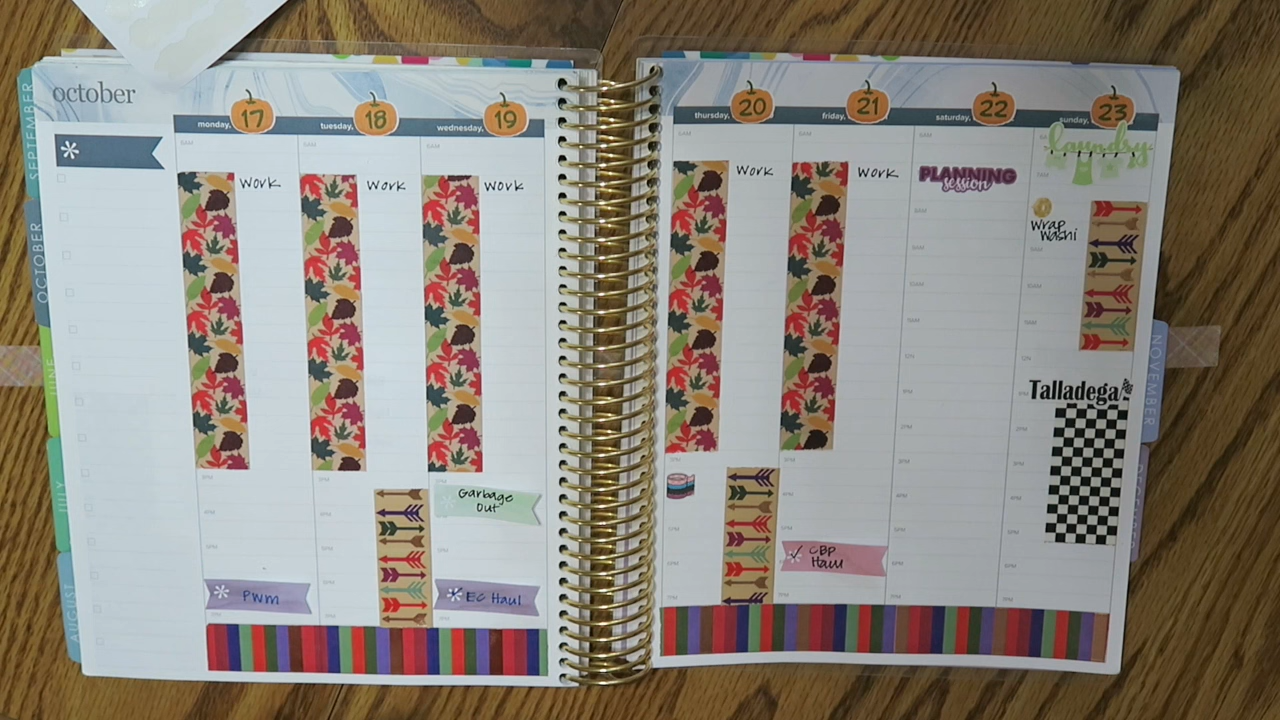 october
SEPTEMBER
OCTOBER
JUNE
JULY
AUGUST
monday, 17
tuesday, 18
wednesday, 19
Work
Work
Work
Garbage
Out
PWM
EC Haul
thursday, 20
friday, 21
saturday, 22
sunday, 23
laundry
Work
Work
PLANNING
session
Wrap
Washi
Talladega
CBP
Haul
NOVEMBER
DECEMBER